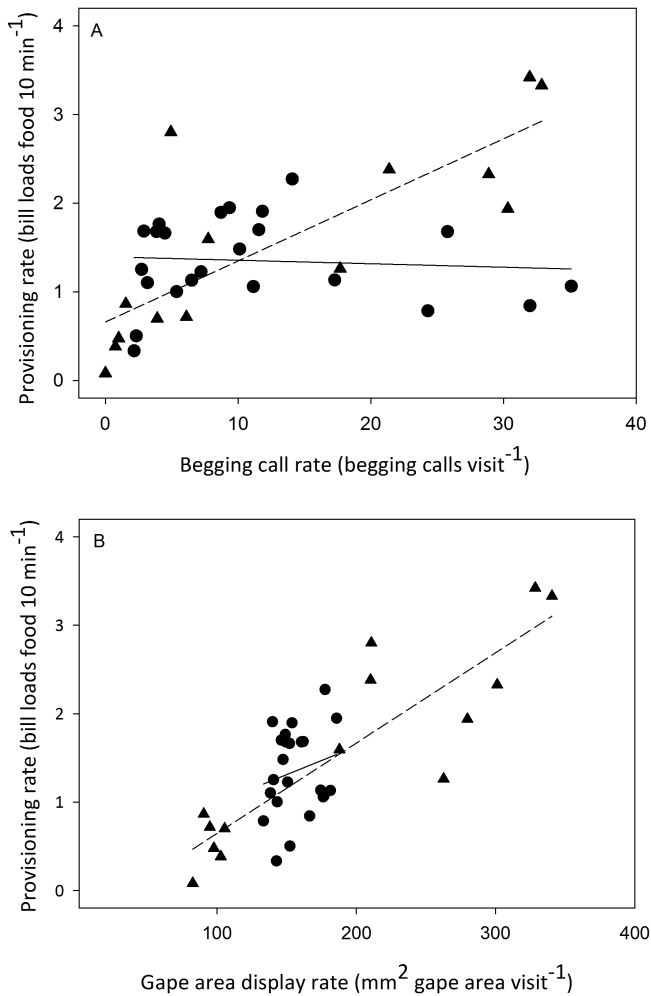 A
Provisioning rate (bill loads food 10 min⁻¹)
4
3
2
1
0
0 10 20 30 40
Begging call rate (begging calls visit⁻¹)
B
Provisioning rate (bill loads food 10 min⁻¹)
4
3
2
1
0
100 200 300 400
Gape area display rate (mm² gape area visit⁻¹)